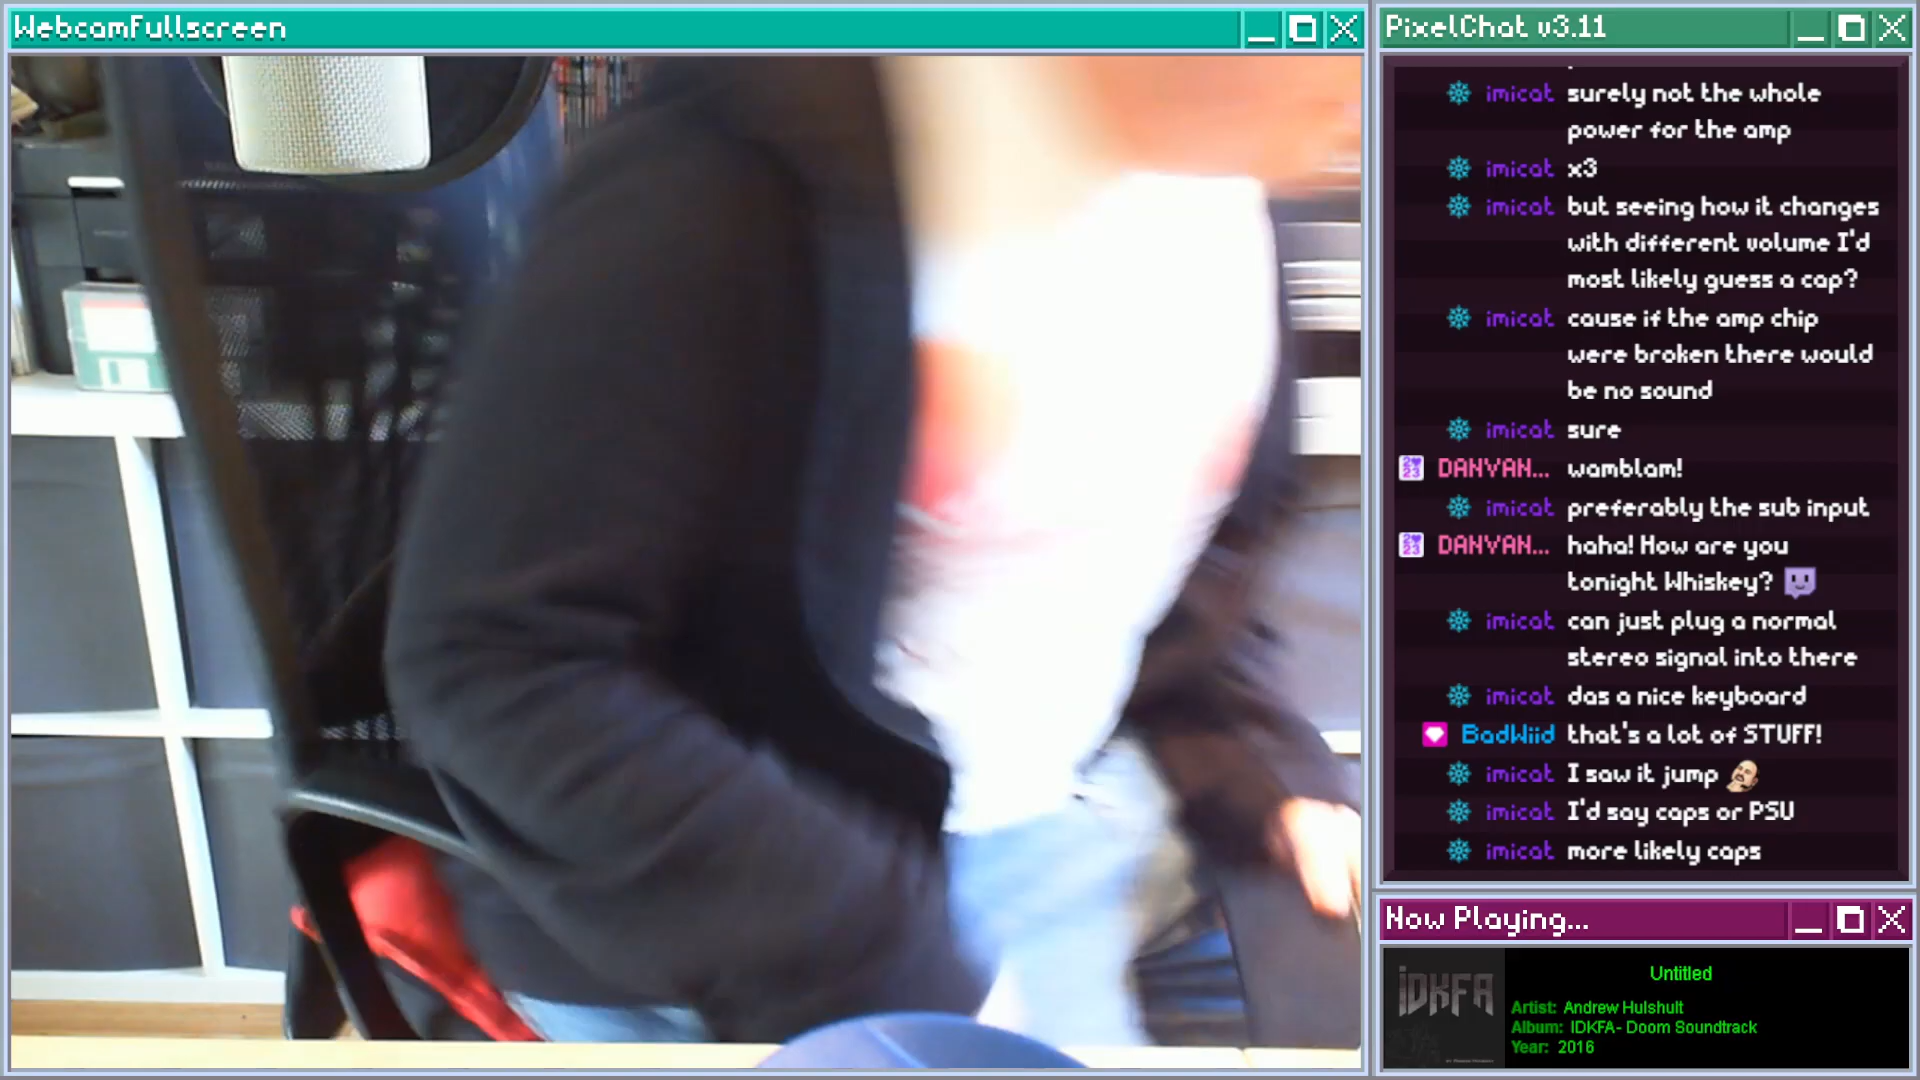 WebcamFullscreen
PixelChat v3.11
imicat surely not the whole
power for the amp
imicat x3
imicat but seeing how it changes
with different volume I'd
most likely guess a cap?
imicat cause if the amp chip
were broken there would
be no sound
imicat sure
DANVAN... wamblam!
imicat preferably the sub input
DANVAN... haha! How are you
tonight Whiskey?
imicat can just plug a normal
stereo signal into there
imicat das a nice keyboard
BadWiid that's a lot of STUFF!
imicat I saw it jump
imicat I'd say caps or PSU
imicat more likely caps
Now Playing...
IDKFA
Untitled
Artist: Andrew Hulshult
Album: IDKFA- Doom Soundtrack
Year: 2016